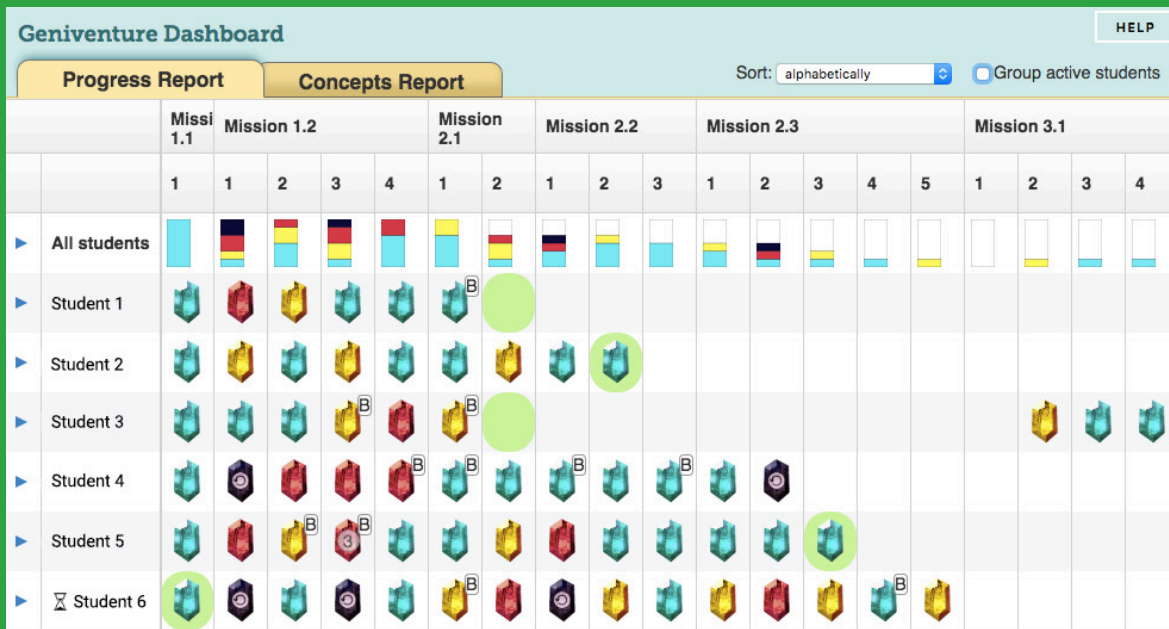 Geniventure Dashboard
HELP
Progress Report
Concepts Report
Sort: alphabetically
Group active students
Missi 1.1
Mission 1.2
Mission 2.1
Mission 2.2
Mission 2.3
Mission 3.1
1 1 2 3 4 1 2 1 2 3 1 2 3 4 5 1 2 3 4
All students
Student 1 B
Student 2
Student 3 B B
Student 4 B B B B
Student 5 B 3 B
Student 6 B B